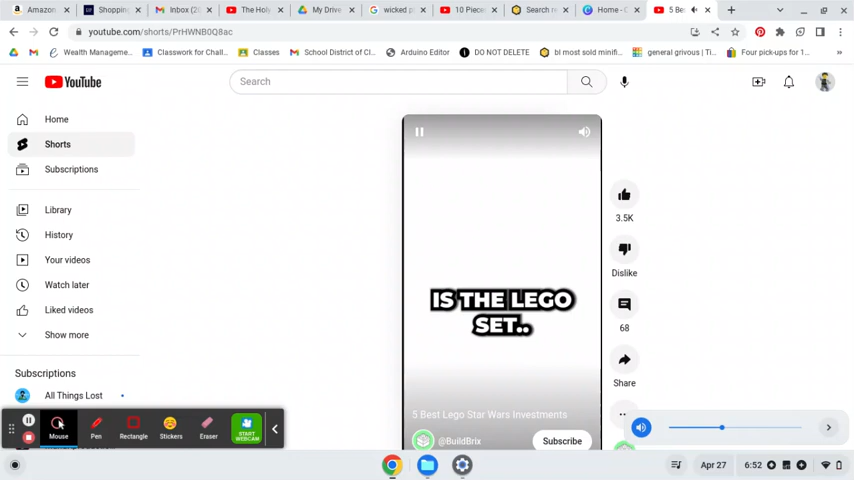 Amazon
Shoppin
Inbox (2
The Holy
My Drive
wicked p
10 Piece
Search n
Home - 
5 Be
youtube.com/shorts/PrHWNB0Q8ac
Wealth Manageme...
Classwork for Clas...
Classes
School District of Cl...
Arduino Editor
DO NOT DELETE
bl most sold minifi...
general grivous | Ti...
Four pick-ups for 1...
YouTube
Search
Home
Shorts
Subscriptions
Library
History
Your videos
Watch later
Liked videos
Show more
Subscriptions
All Things Lost
IS THE LEGO
SET..
3.5K
Dislike
68
Share
5 Best Lego Star Wars Investments
@BuildBrix
Subscribe
Mouse
Pen
Rectangle
Stickers
Eraser
START
WEBCAM
Apr 27
6:52